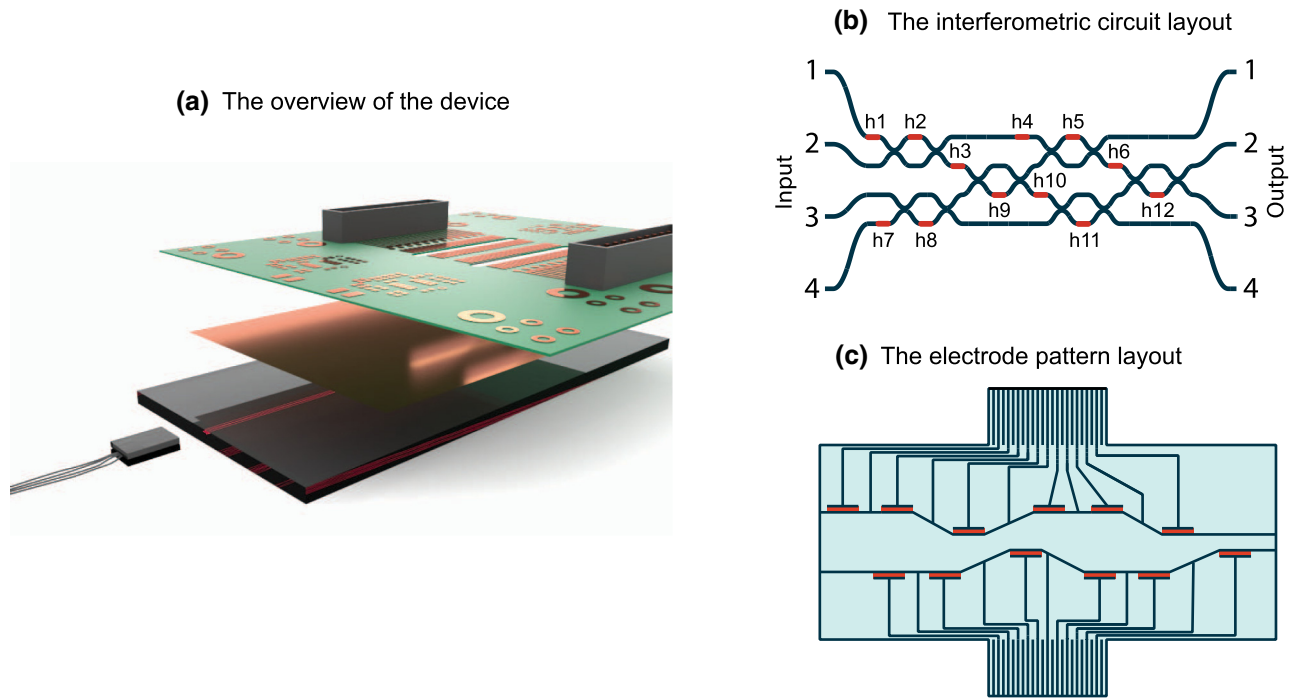 (a) The overview of the device
(b) The interferometric circuit layout
Input
1
2
3
4
h1
h2
h3
h4
h5
h6
h7
h8
h9
h10
h11
h12
1
2
3
4
Output
(c) The electrode pattern layout